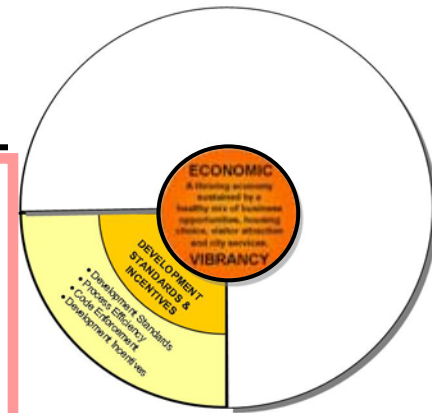 ECONOMIC
A thriving economy
sustained by a
healthy mix of business
opportunities, housing
choice, visitor attraction
and city services.
VIBRANCY
DEVELOPMENT
STANDARDS &
INCENTIVES
• Development Standards
• Process Efficiency
• Code Enforcement
• Development Incentives